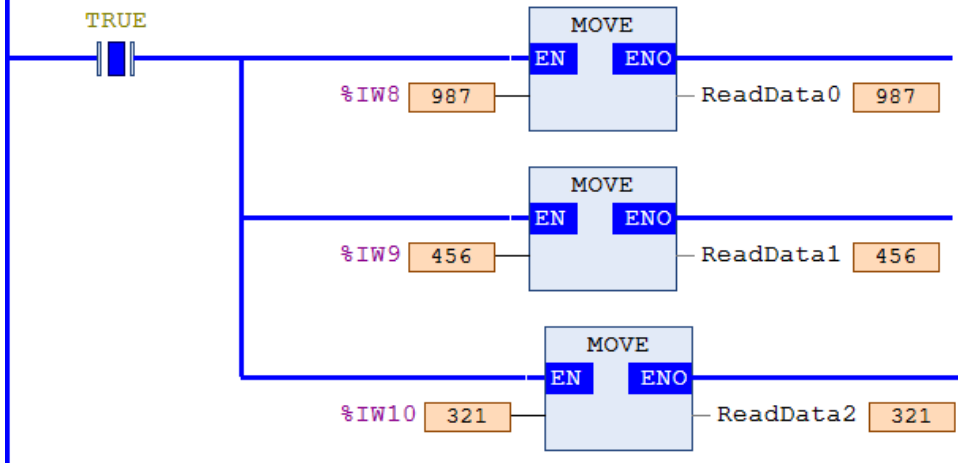 TRUE
MOVE
EN ENO
%IW8 987 ReadData0 987
MOVE
EN ENO
%IW9 456 ReadData1 456
MOVE
EN ENO
%IW10 321 ReadData2 321